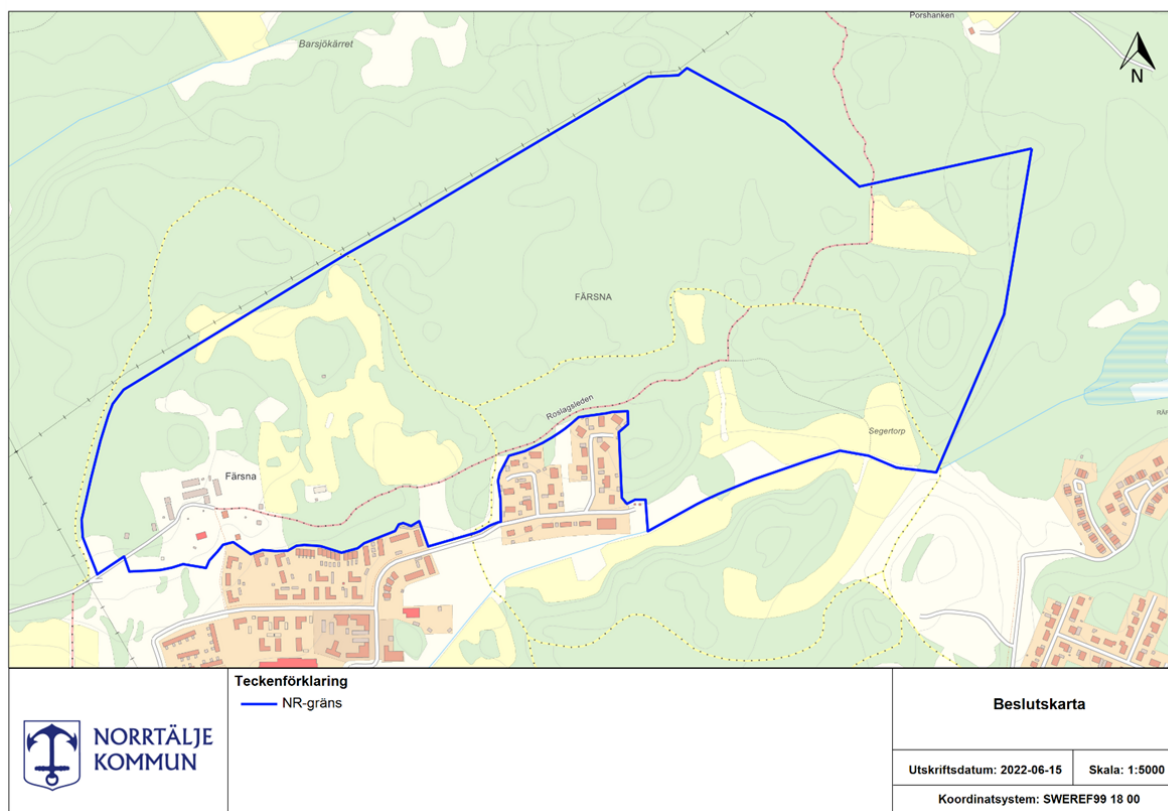 Porshanken
Barsjökärret
N
FÄRSNA
Roslagsleden
Segertorp
Färsna
Teckenförklaring
NR-gräns
NORRTÄLJE
KOMMUN
Beslutskarta
Utskriftsdatum: 2022-06-15
Skala: 1:5000
Koordinatsystem: SWEREF99 18 00